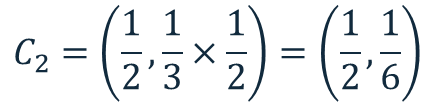 C₂ = (1/2, 1/3 × 1/2) = (1/2, 1/6)